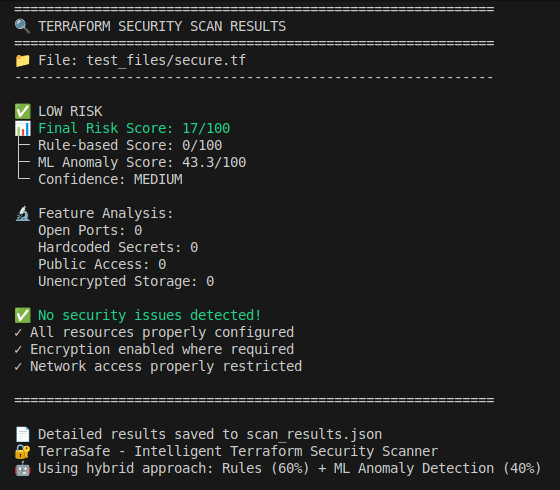 ============================================================
🔍 TERRAFORM SECURITY SCAN RESULTS
============================================================
📁 File: test_files/secure.tf
------------------------------------------------------------
✅ LOW RISK
📊 Final Risk Score: 17/100
├─ Rule-based Score: 0/100
├─ ML Anomaly Score: 43.3/100
└─ Confidence: MEDIUM
🔬 Feature Analysis:
Open Ports: 0
Hardcoded Secrets: 0
Public Access: 0
Unencrypted Storage: 0
✅ No security issues detected!
✓ All resources properly configured
✓ Encryption enabled where required
✓ Network access properly restricted
============================================================
📄 Detailed results saved to scan_results.json
🔐 TerraSafe - Intelligent Terraform Security Scanner
🤖 Using hybrid approach: Rules (60%) + ML Anomaly Detection (40%)